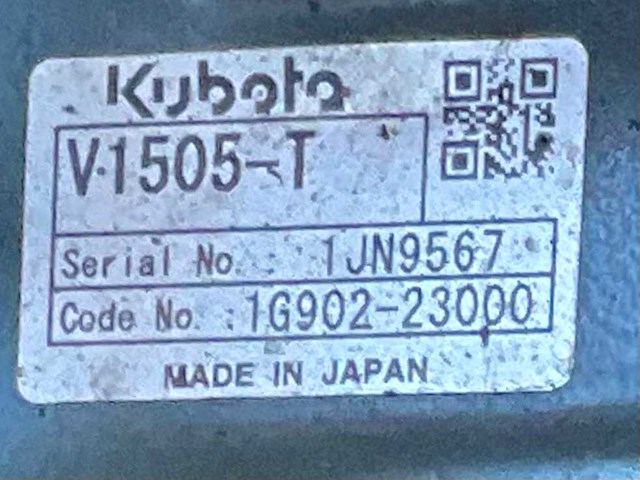 Kubota
V1505-T
Serial No. : 1JN9567
Code No. : 1G902-23000
MADE IN JAPAN